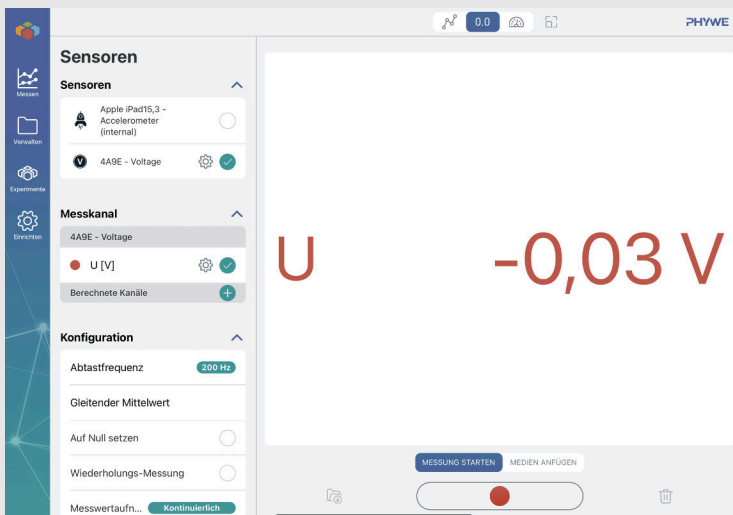 0.0
PHYWE
Messen
Verwalten
Experimente
Einrichten
Sensoren
Sensoren
Apple iPad15,3 -
Accelerometer
(internal)
V
4A9E - Voltage
Messkanal
4A9E - Voltage
U [V]
Berechnete Kanäle
Konfiguration
Abtastfrequenz 200 Hz
Gleitender Mittelwert
Auf Null setzen
Wiederholungs-Messung
Messwertaufn... Kontinuierlich
U -0,03 V
MESSUNG STARTEN MEDIEN ANFÜGEN